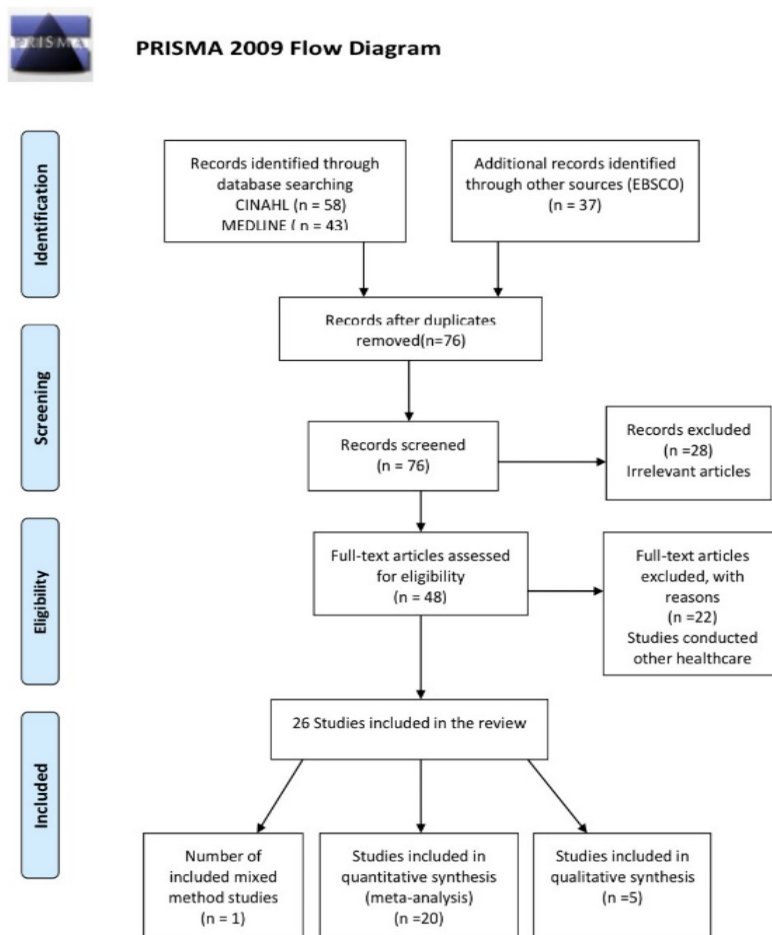 PRISMA
PRISMA 2009 Flow Diagram
Identification
Records identified through
database searching
CINAHL (n = 58)
MEDLINE (n = 43)
Additional records identified
through other sources (EBSCO)
(n = 37)
Records after duplicates
removed(n=76)
Screening
Records screened
(n = 76)
Records excluded
(n =28)
Irrelevant articles
Eligibility
Full-text articles assessed
for eligibility
(n = 48)
Full-text articles
excluded, with
reasons
(n =22)
Studies conducted
other healthcare
26 Studies included in the review
Included
Number of
included mixed
method studies
(n = 1)
Studies included in
quantitative synthesis
(meta-analysis)
(n =20)
Studies included in
qualitative synthesis
(n =5)